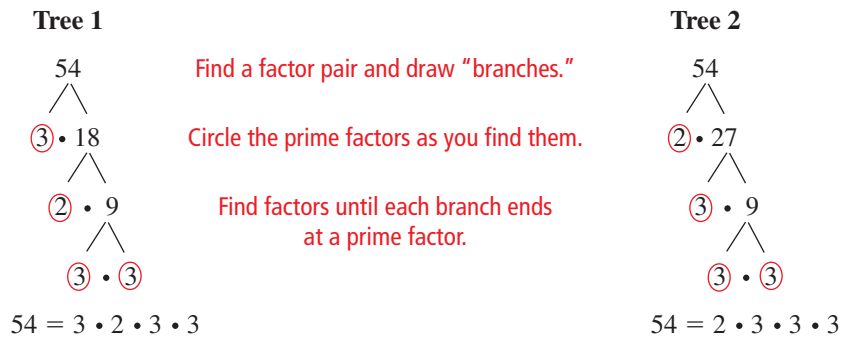 Tree 1
Tree 2
54
Find a factor pair and draw “branches.”
54
3 • 18
Circle the prime factors as you find them.
2 • 27
2 • 9
Find factors until each branch ends
at a prime factor.
3 • 9
3 • 3
3 • 3
54 = 3 • 2 • 3 • 3
54 = 2 • 3 • 3 • 3